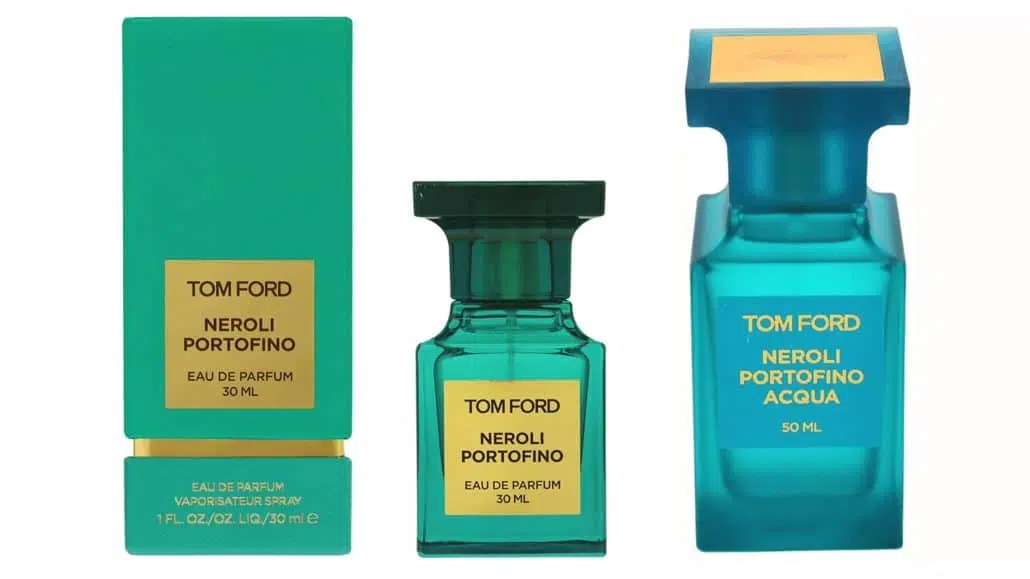 TOM FORD
NEROLI
PORTOFINO
EAU DE PARFUM
30 ML
EAU DE PARFUM
VAPORISATEUR SPRAY
1 FL. OZ./OZ. LIQ./30 ml e
TOM FORD
NEROLI
PORTOFINO
EAU DE PARFUM
30 ML
TOM FORD
NEROLI
PORTOFINO
ACQUA
50 ML